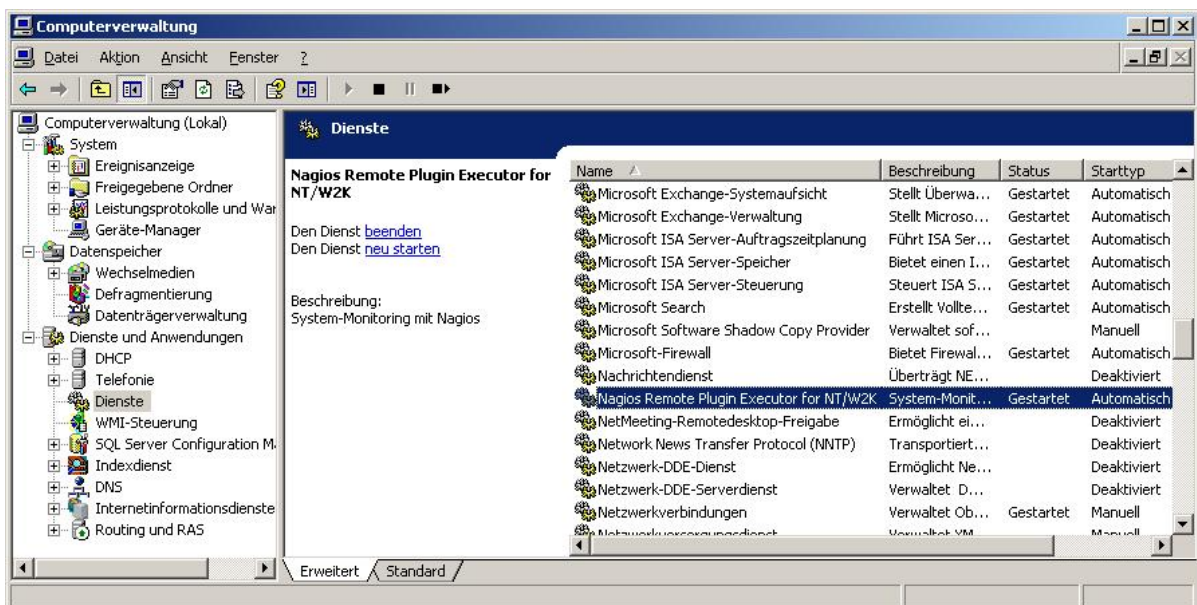 Computerverwaltung
Datei Aktion Ansicht Fenster ?
Computerverwaltung (Lokal)
System
Ereignisanzeige
Freigegebene Ordner
Leistungsprotokolle und War
Geräte-Manager
Datenspeicher
Wechselmedien
Defragmentierung
Datenträgerverwaltung
Dienste und Anwendungen
DHCP
Telefonie
Dienste
WMI-Steuerung
SQL Server Configuration M
Indexdienst
DNS
Internetinformationsdienste
Routing und RAS
Dienste
Nagios Remote Plugin Executor for
NT/W2K
Den Dienst beenden
Den Dienst neu starten
Beschreibung:
System-Monitoring mit Nagios
Name Beschreibung Status Starttyp
Microsoft Exchange-Systemaufsicht Stellt Überwa... Gestartet Automatisch
Microsoft Exchange-Verwaltung Stellt Microso... Gestartet Automatisch
Microsoft ISA Server-Auftragszeitplanung Führt ISA Ser... Gestartet Automatisch
Microsoft ISA Server-Speicher Bietet einen I... Gestartet Automatisch
Microsoft ISA Server-Steuerung Steuert ISA S... Gestartet Automatisch
Microsoft Search Erstellt Vollte... Gestartet Automatisch
Microsoft Software Shadow Copy Provider Verwaltet sof... Manuell
Microsoft-Firewall Bietet Firewal... Gestartet Automatisch
Nachrichtendienst Überträgt NE... Deaktiviert
Nagios Remote Plugin Executor for NT/W2K System-Monit... Gestartet Automatisch
NetMeeting-Remotedesktop-Freigabe Ermöglicht ei... Deaktiviert
Network News Transfer Protocol (NNTP) Transportiert... Deaktiviert
Netzwerk-DDE-Dienst Ermöglicht Ne... Deaktiviert
Netzwerk-DDE-Serverdienst Verwaltet D... Deaktiviert
Netzwerkverbindungen Verwaltet Ob... Gestartet Manuell
Netzwerkversorgungsdienst Verwaltet XM... Manuell
Erweitert Standard